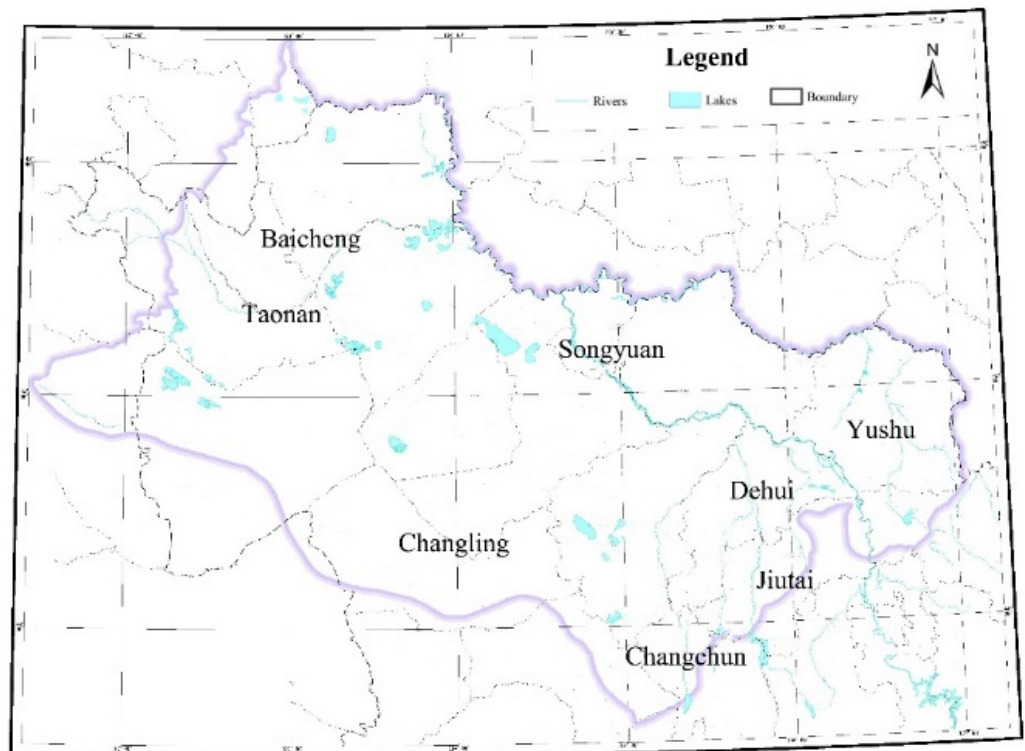 Legend
N
Rivers
Lakes
Boundary
Baicheng
Taonan
Songyuan
Yushu
Dehui
Changling
Jiutai
Changchun